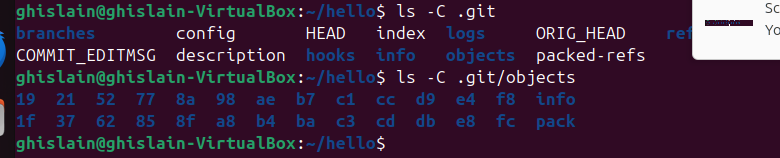 ghislain@ghislain-VirtualBox:~/hello$ ls -C .git
branches config HEAD index logs ORIG_HEAD
COMMIT_EDITMSG description hooks info objects packed-refs
ghislain@ghislain-VirtualBox:~/hello$ ls -C .git/objects
19 21 52 77 8a 98 ae b7 c1 cc d9 e4 f8 info
1f 37 62 85 8f a8 b4 ba c3 cd db e8 fc pack
ghislain@ghislain-VirtualBox:~/hello$
Sc
Yo